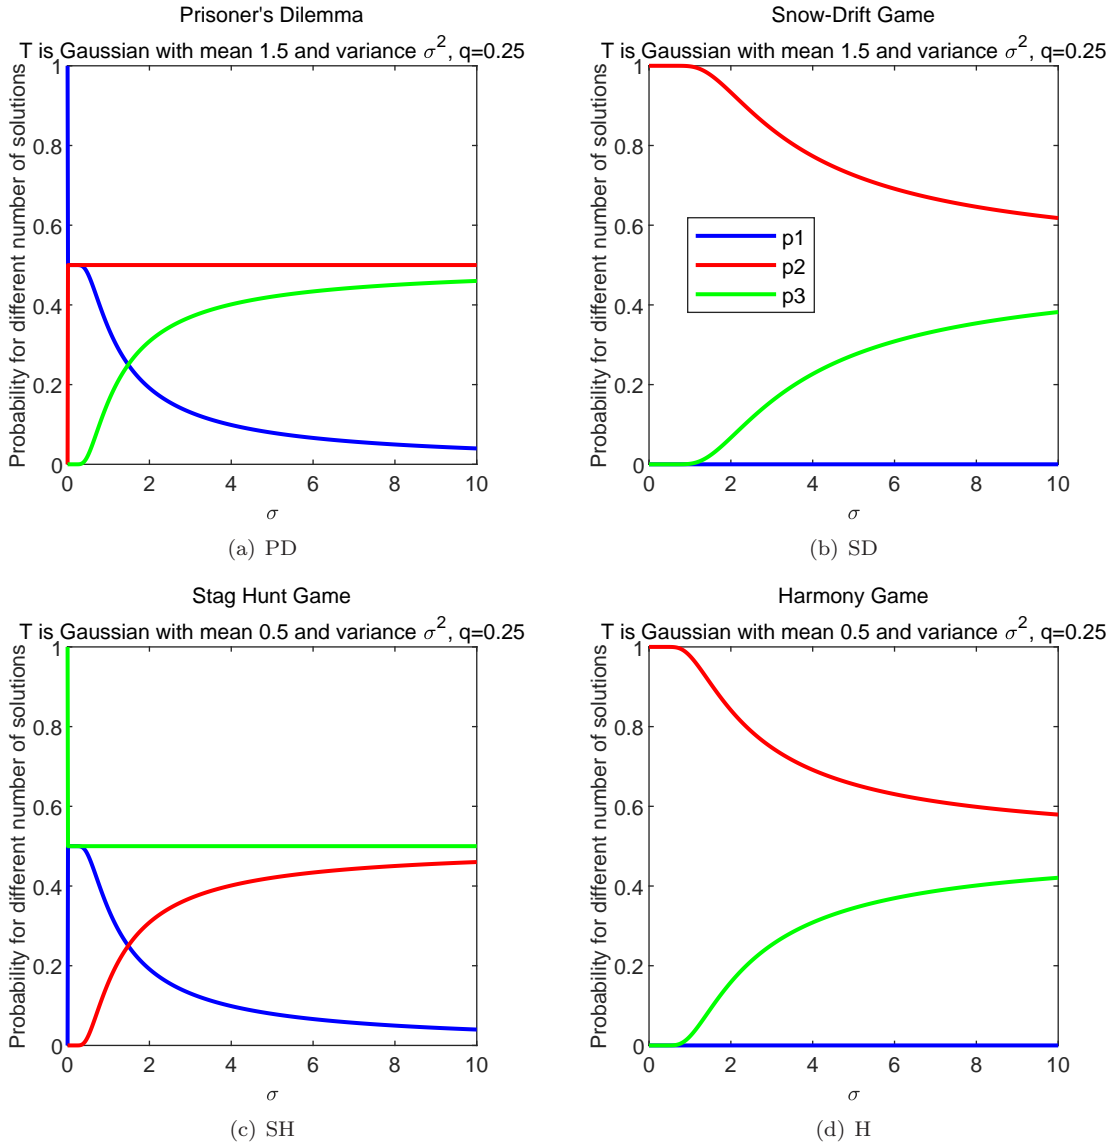 Prisoner's Dilemma
T is Gaussian with mean 1.5 and variance σ², q=0.25
Probability for different number of solutions
1
0.8
0.6
0.4
0.2
0
0 2 4 6 8 10
σ
(a) PD
Snow-Drift Game
T is Gaussian with mean 1.5 and variance σ², q=0.25
Probability for different number of solutions
1
0.8
0.6
0.4
0.2
0
p1
p2
p3
0 2 4 6 8 10
σ
(b) SD
Stag Hunt Game
T is Gaussian with mean 0.5 and variance σ², q=0.25
Probability for different number of solutions
1
0.8
0.6
0.4
0.2
0
0 2 4 6 8 10
σ
(c) SH
Harmony Game
T is Gaussian with mean 0.5 and variance σ², q=0.25
Probability for different number of solutions
1
0.8
0.6
0.4
0.2
0
0 2 4 6 8 10
σ
(d) H